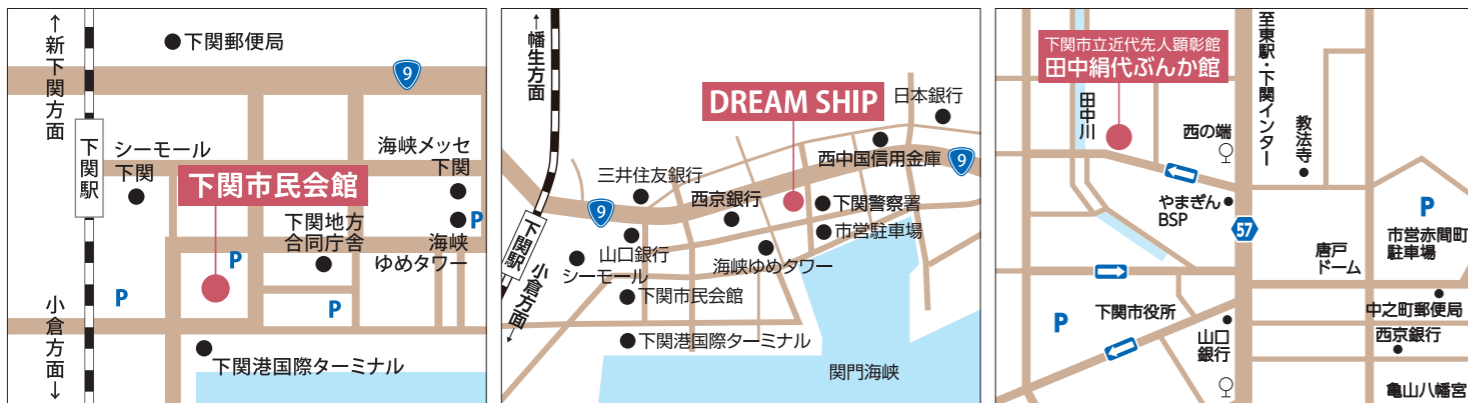 ↑新下関方面
下関郵便局
9
下関駅
シーモール
下関
海峡メッセ
下関
下関市民会館
P
下関地方
合同庁舎
海峡
ゆめタワー
P
P
P
小倉方面↓
下関港国際ターミナル
←幡生方面
DREAM SHIP
日本銀行
西中国信用金庫
9
三井住友銀行
西京銀行
下関警察署
9
市営駐車場
下関駅
山口銀行
シーモール
海峡ゆめタワー
小倉方面→
下関市民会館
下関港国際ターミナル
関門海峡
下関市立近代先人顕彰館
田中絹代ぶんか館
至東駅・下関インター
田中川
西の端
教法寺
やまぎん
BSP
P
57
市営赤間町
駐車場
唐戸
ドーム
下関市役所
中之町郵便局
P
山口
銀行
西京銀行
亀山八幡宮